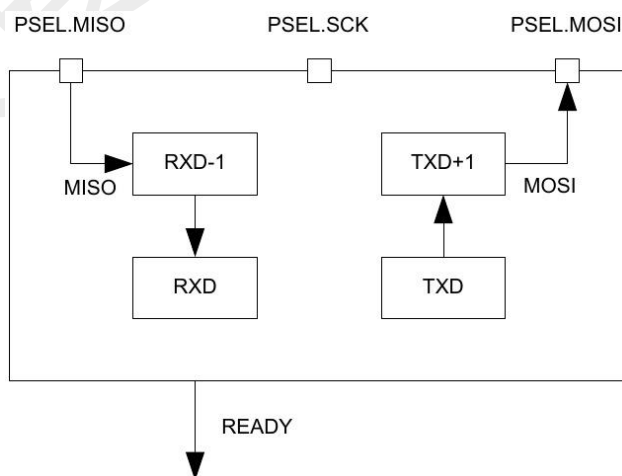 PSEL.MISO PSEL.SCK PSEL.MOSI
RXD-1 TXD+1
MISO MOSI
RXD TXD
READY